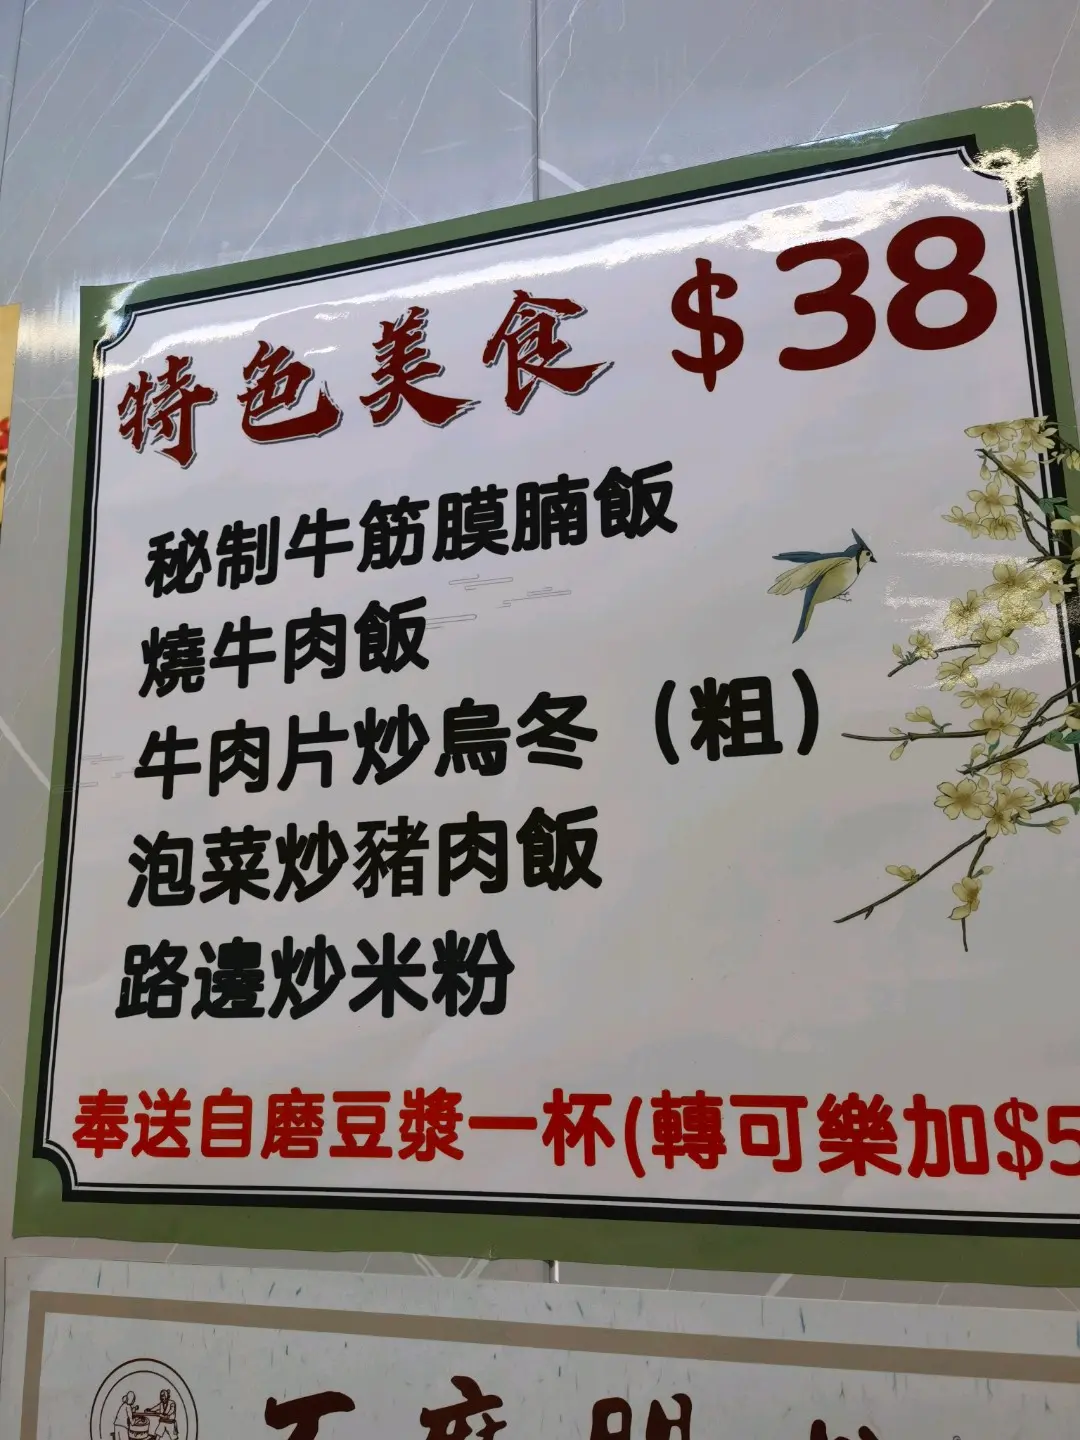 特色美食 $38
秘制牛筋膜腩飯
燒牛肉飯
牛肉片炒烏冬（粗）
泡菜炒豬肉飯
路邊炒米粉
奉送自磨豆漿一杯(轉可樂加$5